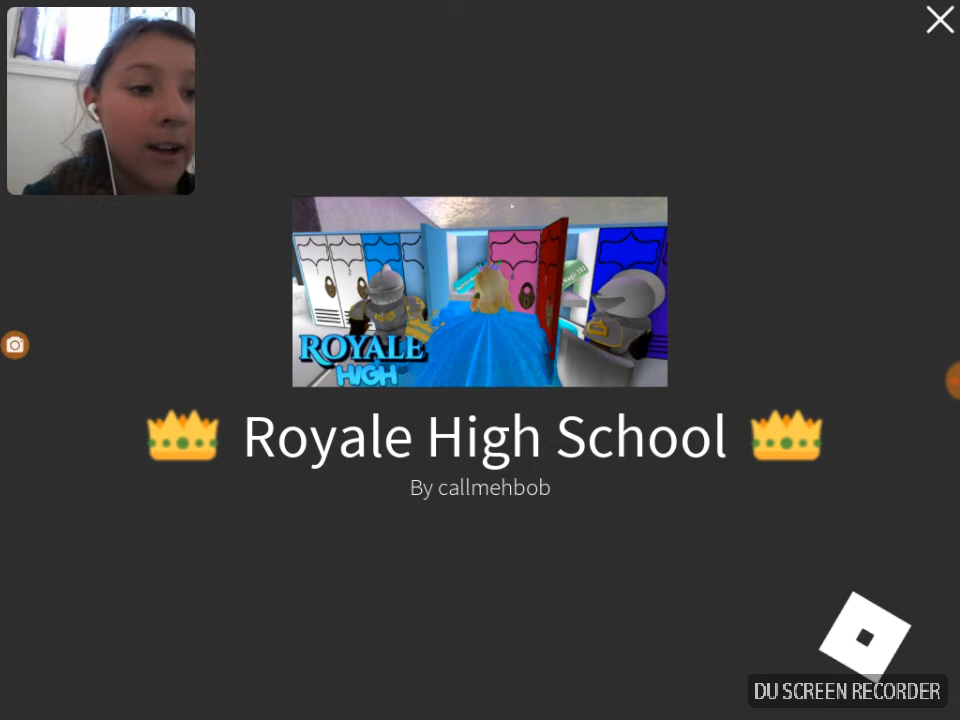 ROYALE
HIGH
Royale High School
By callmehbob
DU SCREEN RECORDER